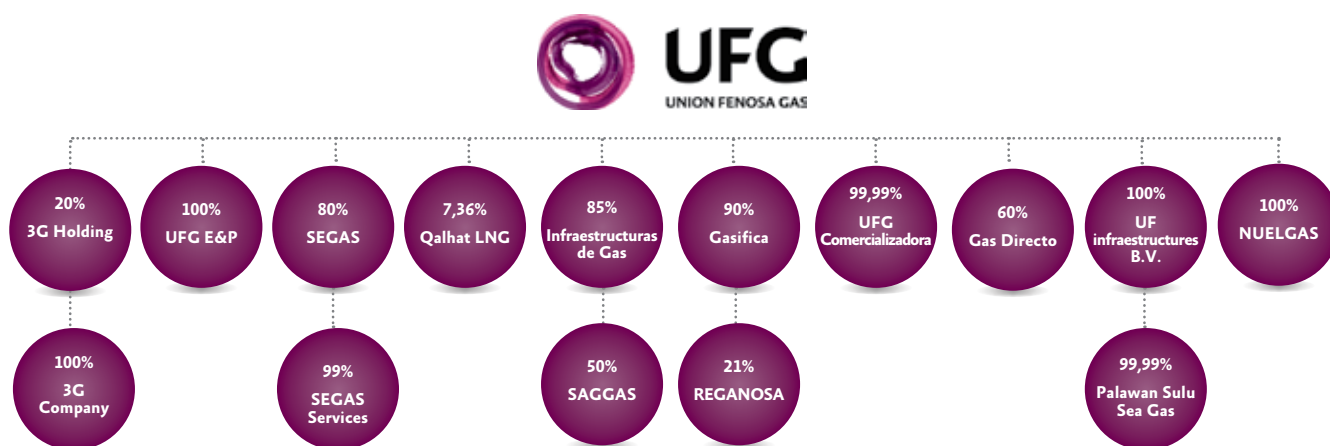 UFG
UNION FENOSA GAS
20%
3G Holding
100%
UFG E&P
80%
SEGAS
7,36%
Qalhat LNG
85%
Infraestructuras
de Gas
90%
Gasifica
99,99%
UFG
Comercializadora
60%
Gas Directo
100%
UF
infraestructures
B.V.
100%
NUELGAS
100%
3G
Company
99%
SEGAS
Services
50%
SAGGAS
21%
REGANOSA
99,99%
Palawan Sulu
Sea Gas